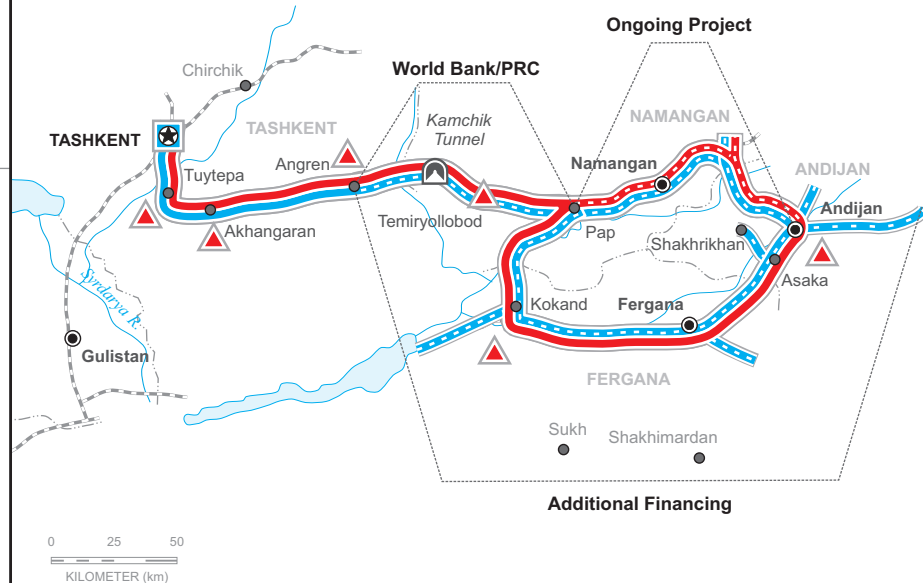 Ongoing Project
World Bank/PRC
Chirchik
Kamchik
Tunnel
NAMANGAN
TASHKENT
TASHKENT
Angren
Namangan
ANDIJAN
Tuytepa
Andijan
Temiryollobod
Pap
Akhangaran
Shakhrikhan
Asaka
Syrdarya R.
Kokand
Fergana
Gulistan
FERGANA
Sukh
Shakhimardan
Additional Financing
0 25 50
KILOMETER (km)